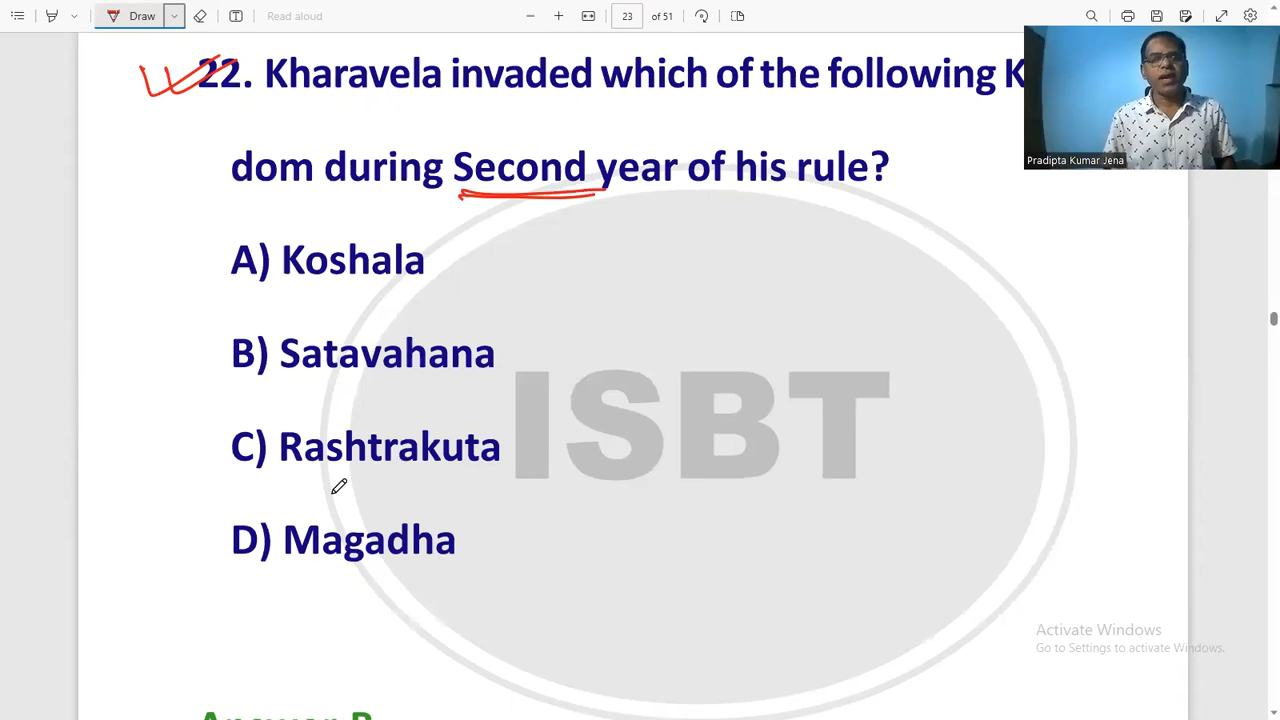 Draw
Read aloud
23
of 51
22. Kharavela invaded which of the following K
dom during Second year of his rule?
A) Koshala
B) Satavahana
C) Rashtrakuta
D) Magadha
ISBT
Pradipta Kumar Jena
Activate Windows
Go to Settings to activate Windows.
Answer B